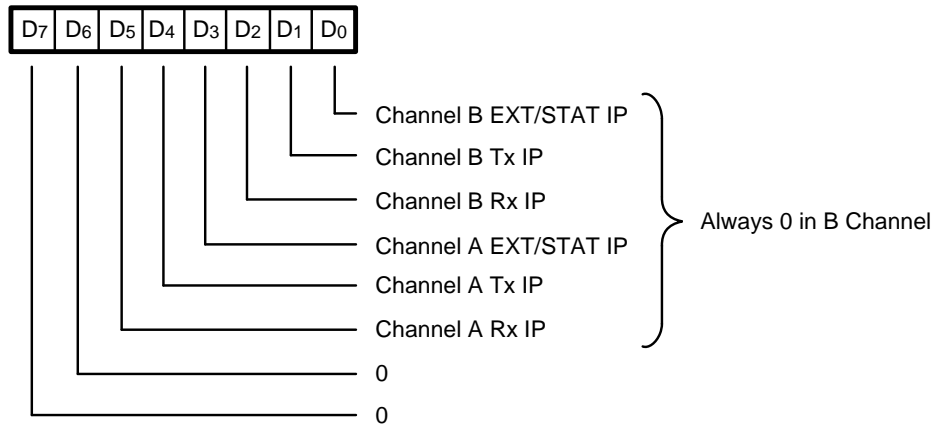 D7 D6 D5 D4 D3 D2 D1 D0
Channel B EXT/STAT IP
Channel B Tx IP
Channel B Rx IP
Channel A EXT/STAT IP
Channel A Tx IP
Channel A Rx IP
0
0
Always 0 in B Channel